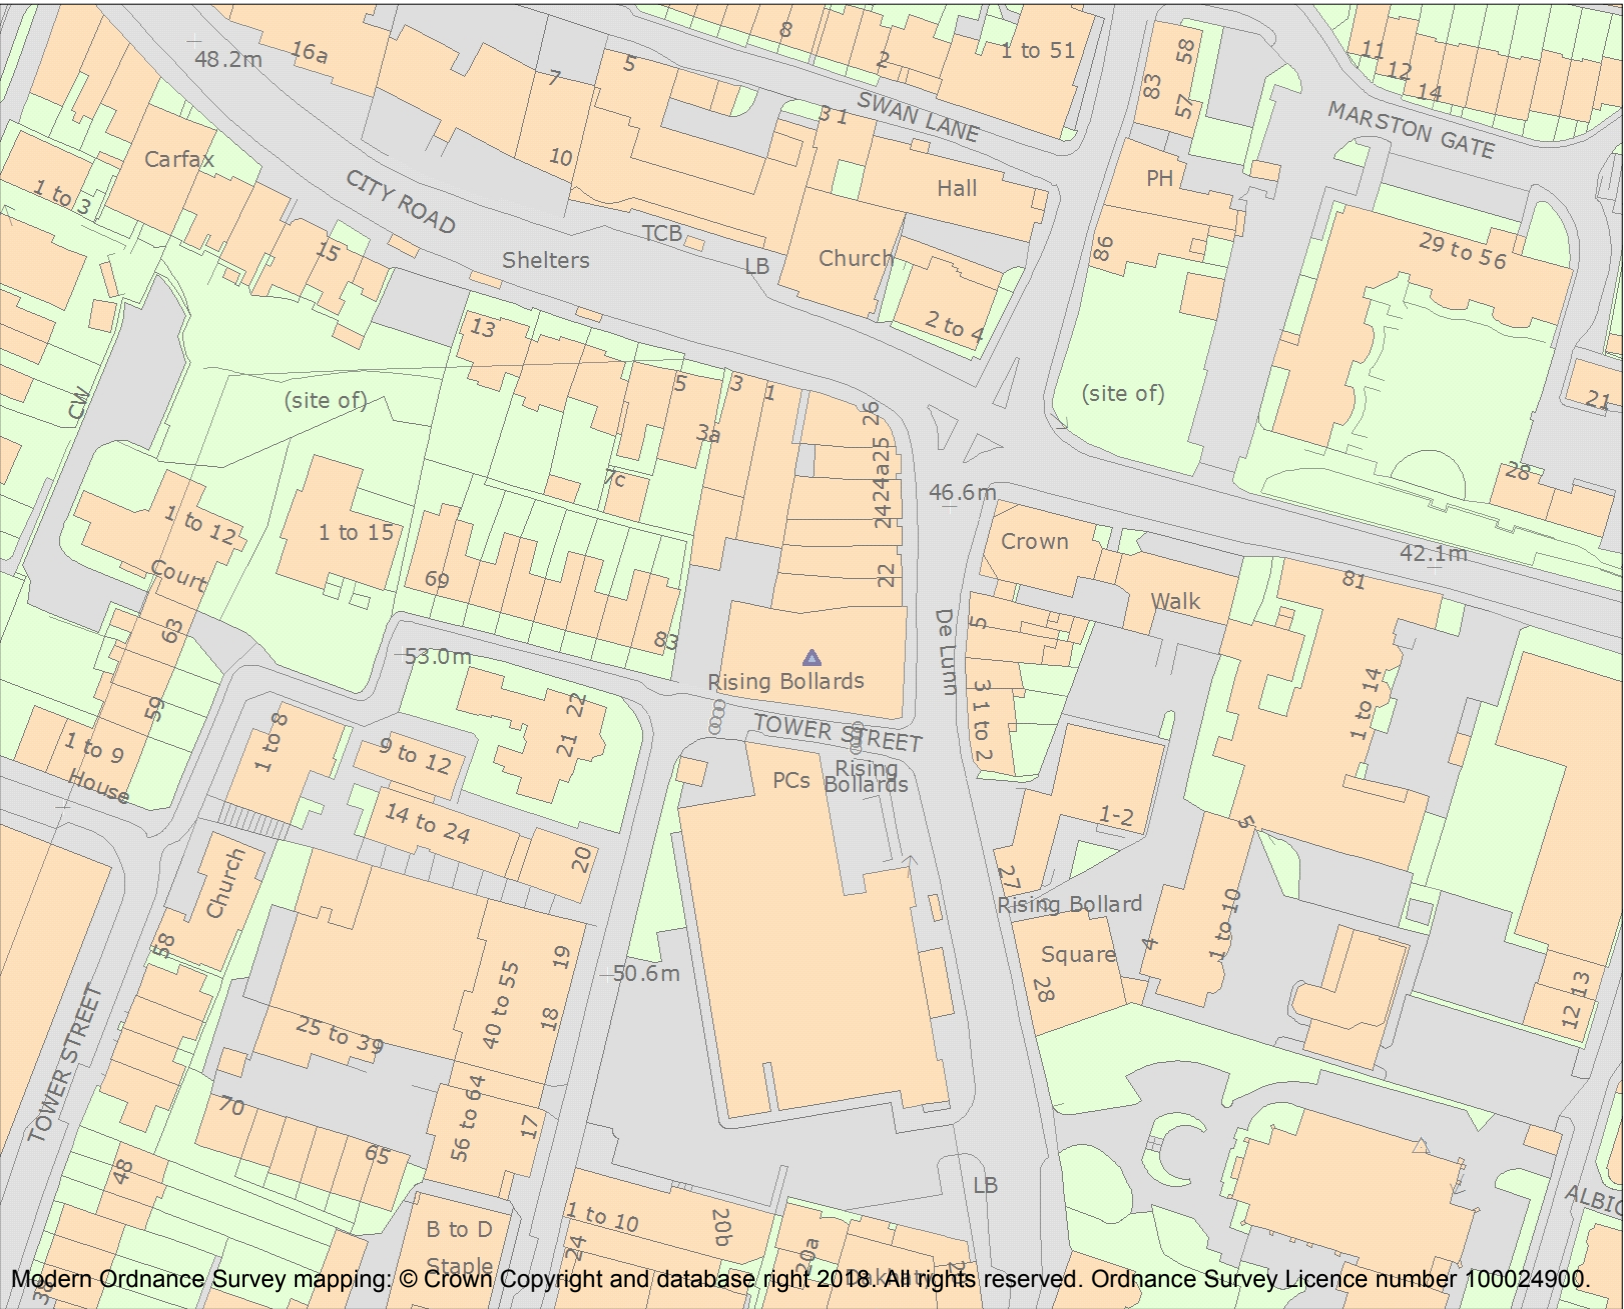 48.2m
16a
7
5
8
2
1 to 51
58
83
57
11
12
14
MARSTON GATE
SWAN LANE
3 1
Carfax
1 to 3
10
CITY ROAD
Hall
PH
86
29 to 56
15
Shelters
TCB
LB
Church
2 to 4
13
CW
(site of)
5
3
1
3a
26
25
24a
24
22
7c
(site of)
21
28
46.6m
42.1m
1 to 12
Court
1 to 15
69
83
Crown
Walk
81
63
59
53.0m
Rising Bollards
De Lunn
5
3
1 to 2
1 to 14
22
21
1 to 9
House
1 to 8
9 to 12
14 to 24
20
TOWER STREET
PCs
Rising
Bollards
1-2
27
5
Rising Bollard
Square
28
4
1 to 10
Church
58
50.6m
19
18
40 to 55
25 to 39
13
12
TOWER STREET
70
65
56 to 64
17
48
LB
ALBIO
B to D
Staple
1 to 10
24
20b
20a
38
Modern Ordnance Survey mapping: © Crown Copyright and database right 2018. All rights reserved. Ordnance Survey Licence number 100024900.